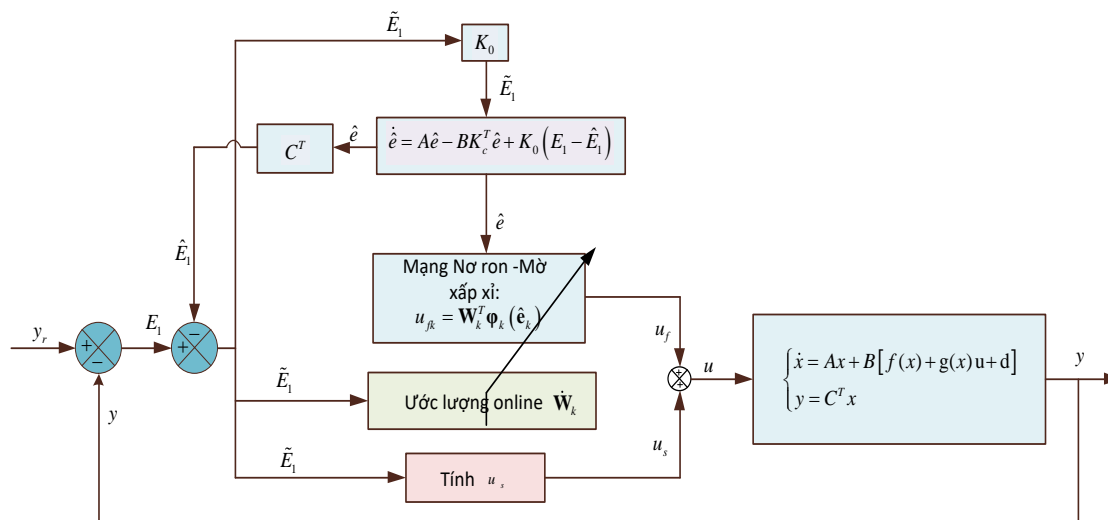 Ẽ₁
K₀
Ẽ₁
Cᵀ
ê
ê̇ = Aê − BK_cᵀê + K₀(E₁ − Ê₁)
ê
Ê₁
Mạng Nơ ron -Mờ
xấp xỉ:
u_fk = W_kᵀφ_k(ê_k)
y_r
+
−
E₁
+
−
u_f
u
+
+
ẋ = Ax + B[f(x) + g(x)u + d]
y = Cᵀx
y
y
Ẽ₁
Ước lượng online Ẇ_k
u_s
Ẽ₁
Tính u_s